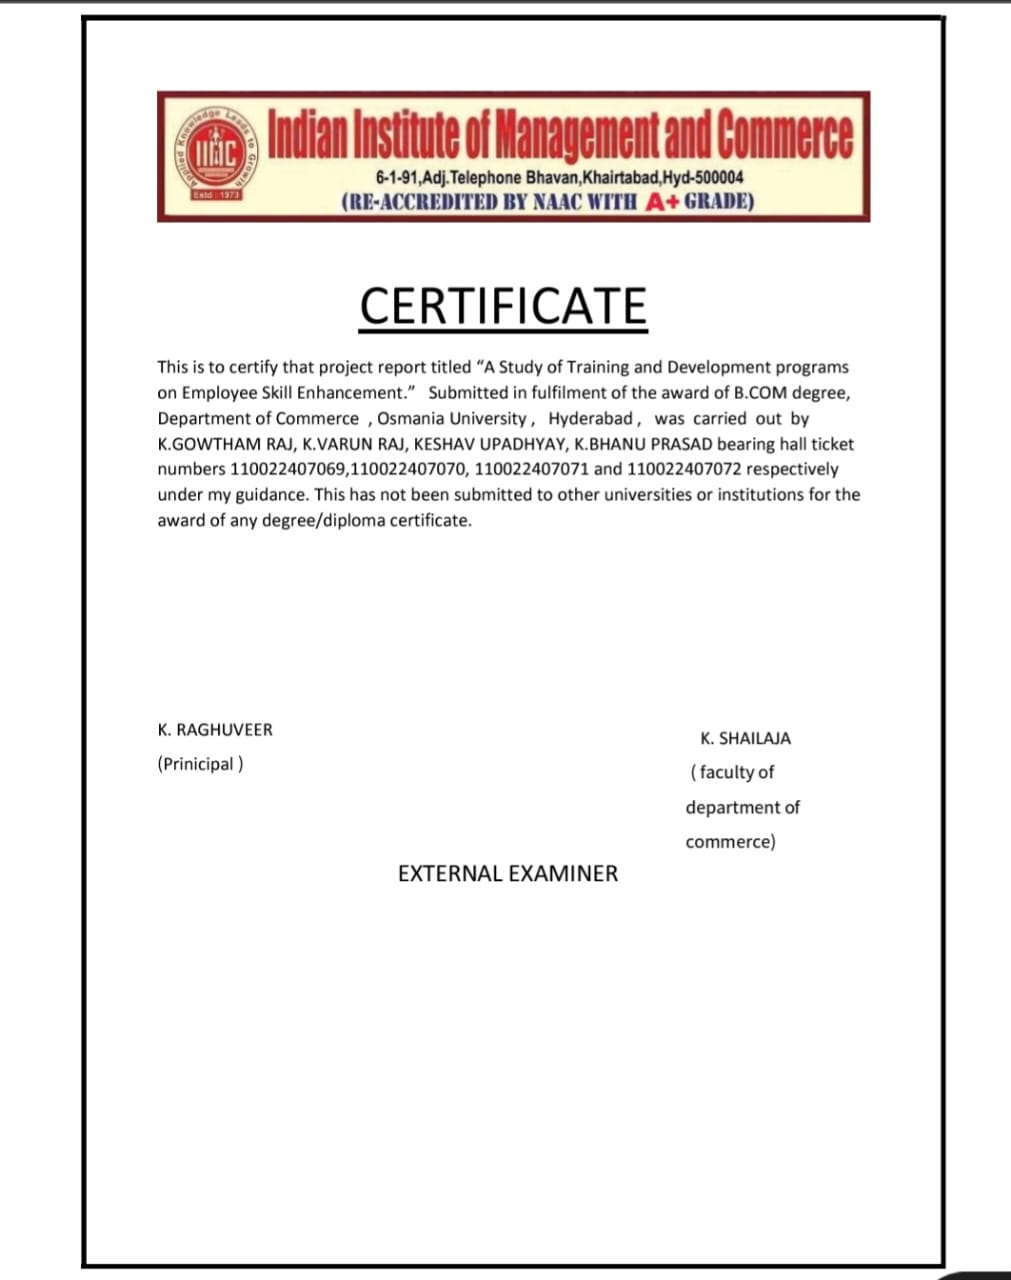 Applied Knowledge Leads to Growth
IIMC
Estd : 1973
Indian Institute of Management and Commerce
6-1-91,Adj.Telephone Bhavan,Khairtabad,Hyd-500004
(RE-ACCREDITED BY NAAC WITH A+ GRADE)
CERTIFICATE
This is to certify that project report titled “A Study of Training and Development programs
on Employee Skill Enhancement.” Submitted in fulfilment of the award of B.COM degree,
Department of Commerce , Osmania University , Hyderabad , was carried out by
K.GOWTHAM RAJ, K.VARUN RAJ, KESHAV UPADHYAY, K.BHANU PRASAD bearing hall ticket
numbers 110022407069,110022407070, 110022407071 and 110022407072 respectively
under my guidance. This has not been submitted to other universities or institutions for the
award of any degree/diploma certificate.
K. RAGHUVEER
(Prinicipal )
K. SHAILAJA
( faculty of
department of
commerce)
EXTERNAL EXAMINER